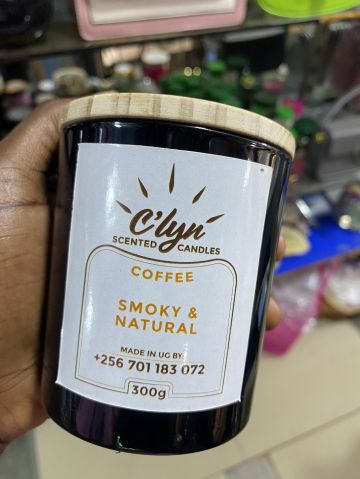 C'lyn
SCENTED CANDLES
COFFEE
SMOKY &
NATURAL
MADE IN UG BY:
+256 701 183 072
300g